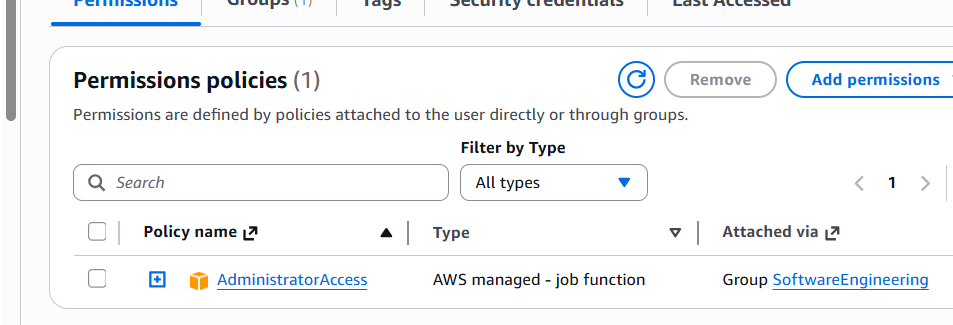 Permissions Groups (1) Tags Security credentials Last Accessed
Permissions policies (1)
Remove
Add permissions
Permissions are defined by policies attached to the user directly or through groups.
Filter by Type
Search
All types
1
Policy name
Type
Attached via
AdministratorAccess
AWS managed - job function
Group SoftwareEngineering